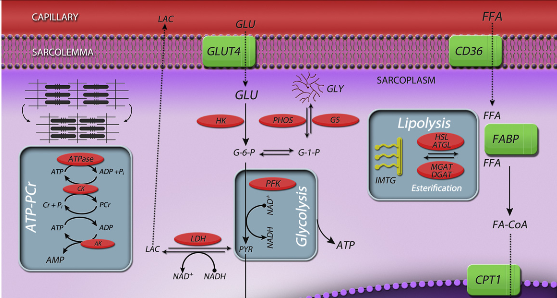 CAPILLARY
LAC
GLU
FFA
SARCOLEMMA
GLUT4
CD36
SARCOPLASM
GLU
GLY
HK
PHOS
GS
G-6-P
G-1-P
Lipolysis
HSL
ATGL
MGAT
DGAT
IMTG
Esterification
FFA
FABP
FFA
ATP-PCr
ATPase
ATP
ADP +Pi
CK
Cr + Pi
PCr
ATP
ADP
AK
AMP
Glycolysis
PFK
NAD+
NADH
PYR
ATP
LDH
LAC
NAD+
NADH
FA-CoA
CPT1